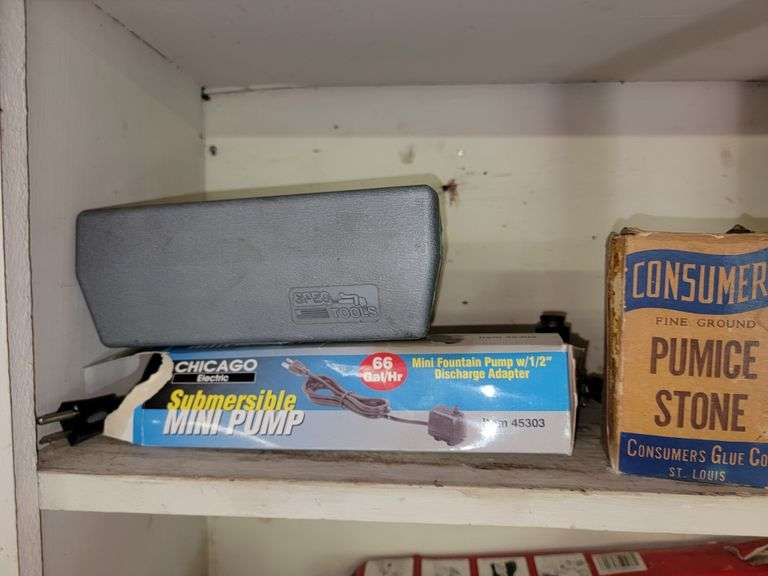 TOOLS
CHICAGO
Electric
Submersible
MINI PUMP
66
Gal/Hr
Mini Fountain Pump w/1/2"
Discharge Adapter
Item 45303
CONSUMER
FINE GROUND
PUMICE
STONE
CONSUMERS GLUE Co
ST. LOUIS